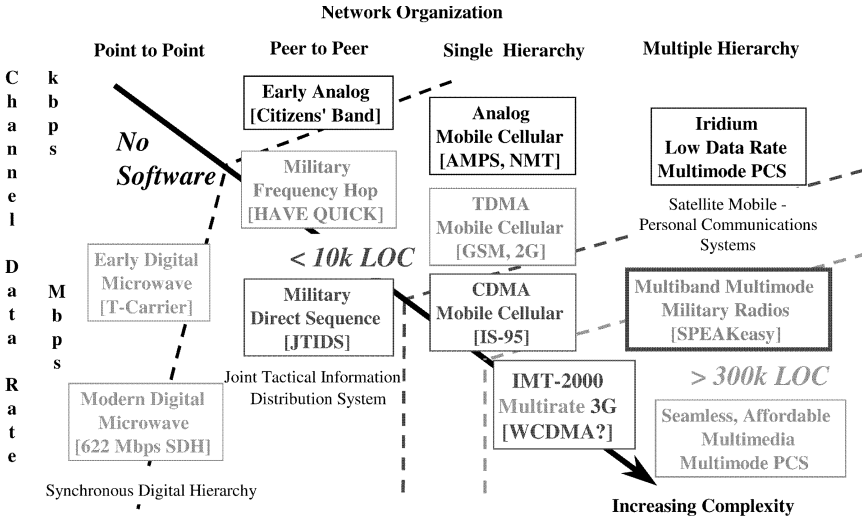 Network Organization
Point to Point
Peer to Peer
Single Hierarchy
Multiple Hierarchy
Channel Data Rate
kbps
Mbps
No
Software
Early Analog
[Citizens' Band]
Analog
Mobile Cellular
[AMPS, NMT]
Iridium
Low Data Rate
Multimode PCS
Military
Frequency Hop
[HAVE QUICK]
TDMA
Mobile Cellular
[GSM, 2G]
Satellite Mobile -
Personal Communications
Systems
< 10k LOC
Early Digital
Microwave
[T-Carrier]
Military
Direct Sequence
[JTIDS]
CDMA
Mobile Cellular
[IS-95]
Multiband Multimode
Military Radios
[SPEAKeasy]
Joint Tactical Information
Distribution System
IMT-2000
Multirate 3G
[WCDMA?]
> 300k LOC
Modern Digital
Microwave
[622 Mbps SDH]
Seamless, Affordable
Multimedia
Multimode PCS
Synchronous Digital Hierarchy
Increasing Complexity